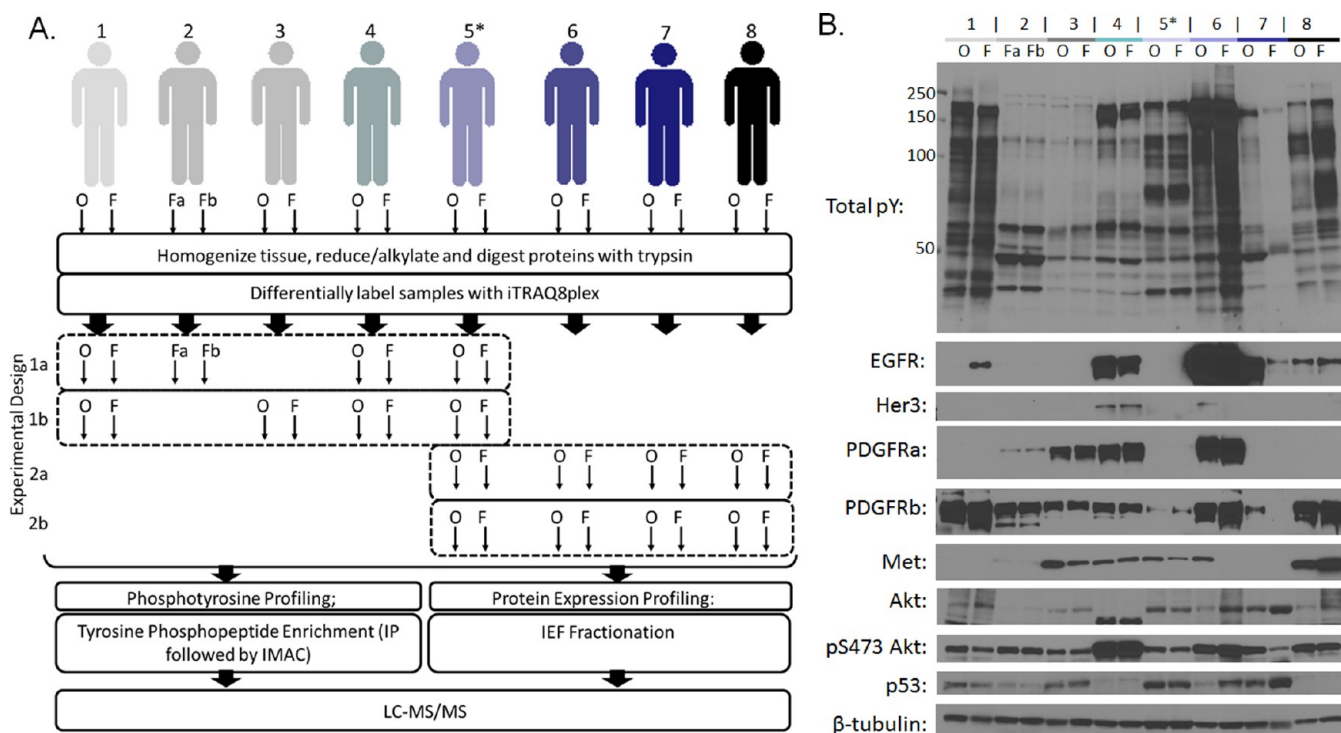 A.
1 2 3 4 5* 6 7 8
O F Fa Fb O F O F O F O F O F O F
Homogenize tissue, reduce/alkylate and digest proteins with trypsin
Differentially label samples with iTRAQ8plex
Experimental Design
1a
O F Fa Fb O F O F
1b
O F O F O F O F
2a
O F O F O F O F
2b
O F O F O F O F
Phosphotyrosine Profiling;
Protein Expression Profiling:
Tyrosine Phosphopeptide Enrichment (IP
followed by IMAC)
IEF Fractionation
LC-MS/MS
B.
1 | 2 | 3 | 4 | 5* | 6 | 7 | 8
O F Fa Fb O F O F O F O F O F O F
250
150
100
50
Total pY:
EGFR:
Her3:
PDGFRa:
PDGFRb:
Met:
Akt:
pS473 Akt:
p53:
β-tubulin: